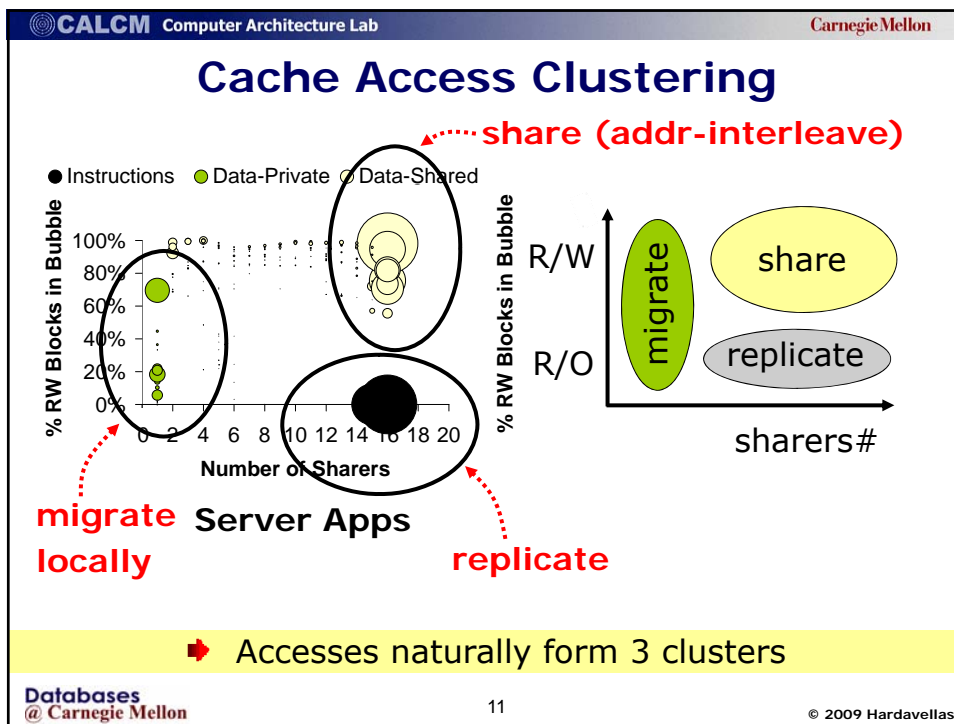 CALCM Computer Architecture Lab
Carnegie Mellon
Cache Access Clustering
share (addr-interleave)
Instructions Data-Private Data-Shared
% RW Blocks in Bubble
100%
80%
60%
40%
20%
0%
0 2 4 6 8 10 12 14 16 18 20
Number of Sharers
% RW Blocks in Bubble
R/W
R/O
migrate
share
replicate
sharers#
migrate
locally
Server Apps
replicate
Accesses naturally form 3 clusters
Databases
@ Carnegie Mellon
11
© 2009 Hardavellas